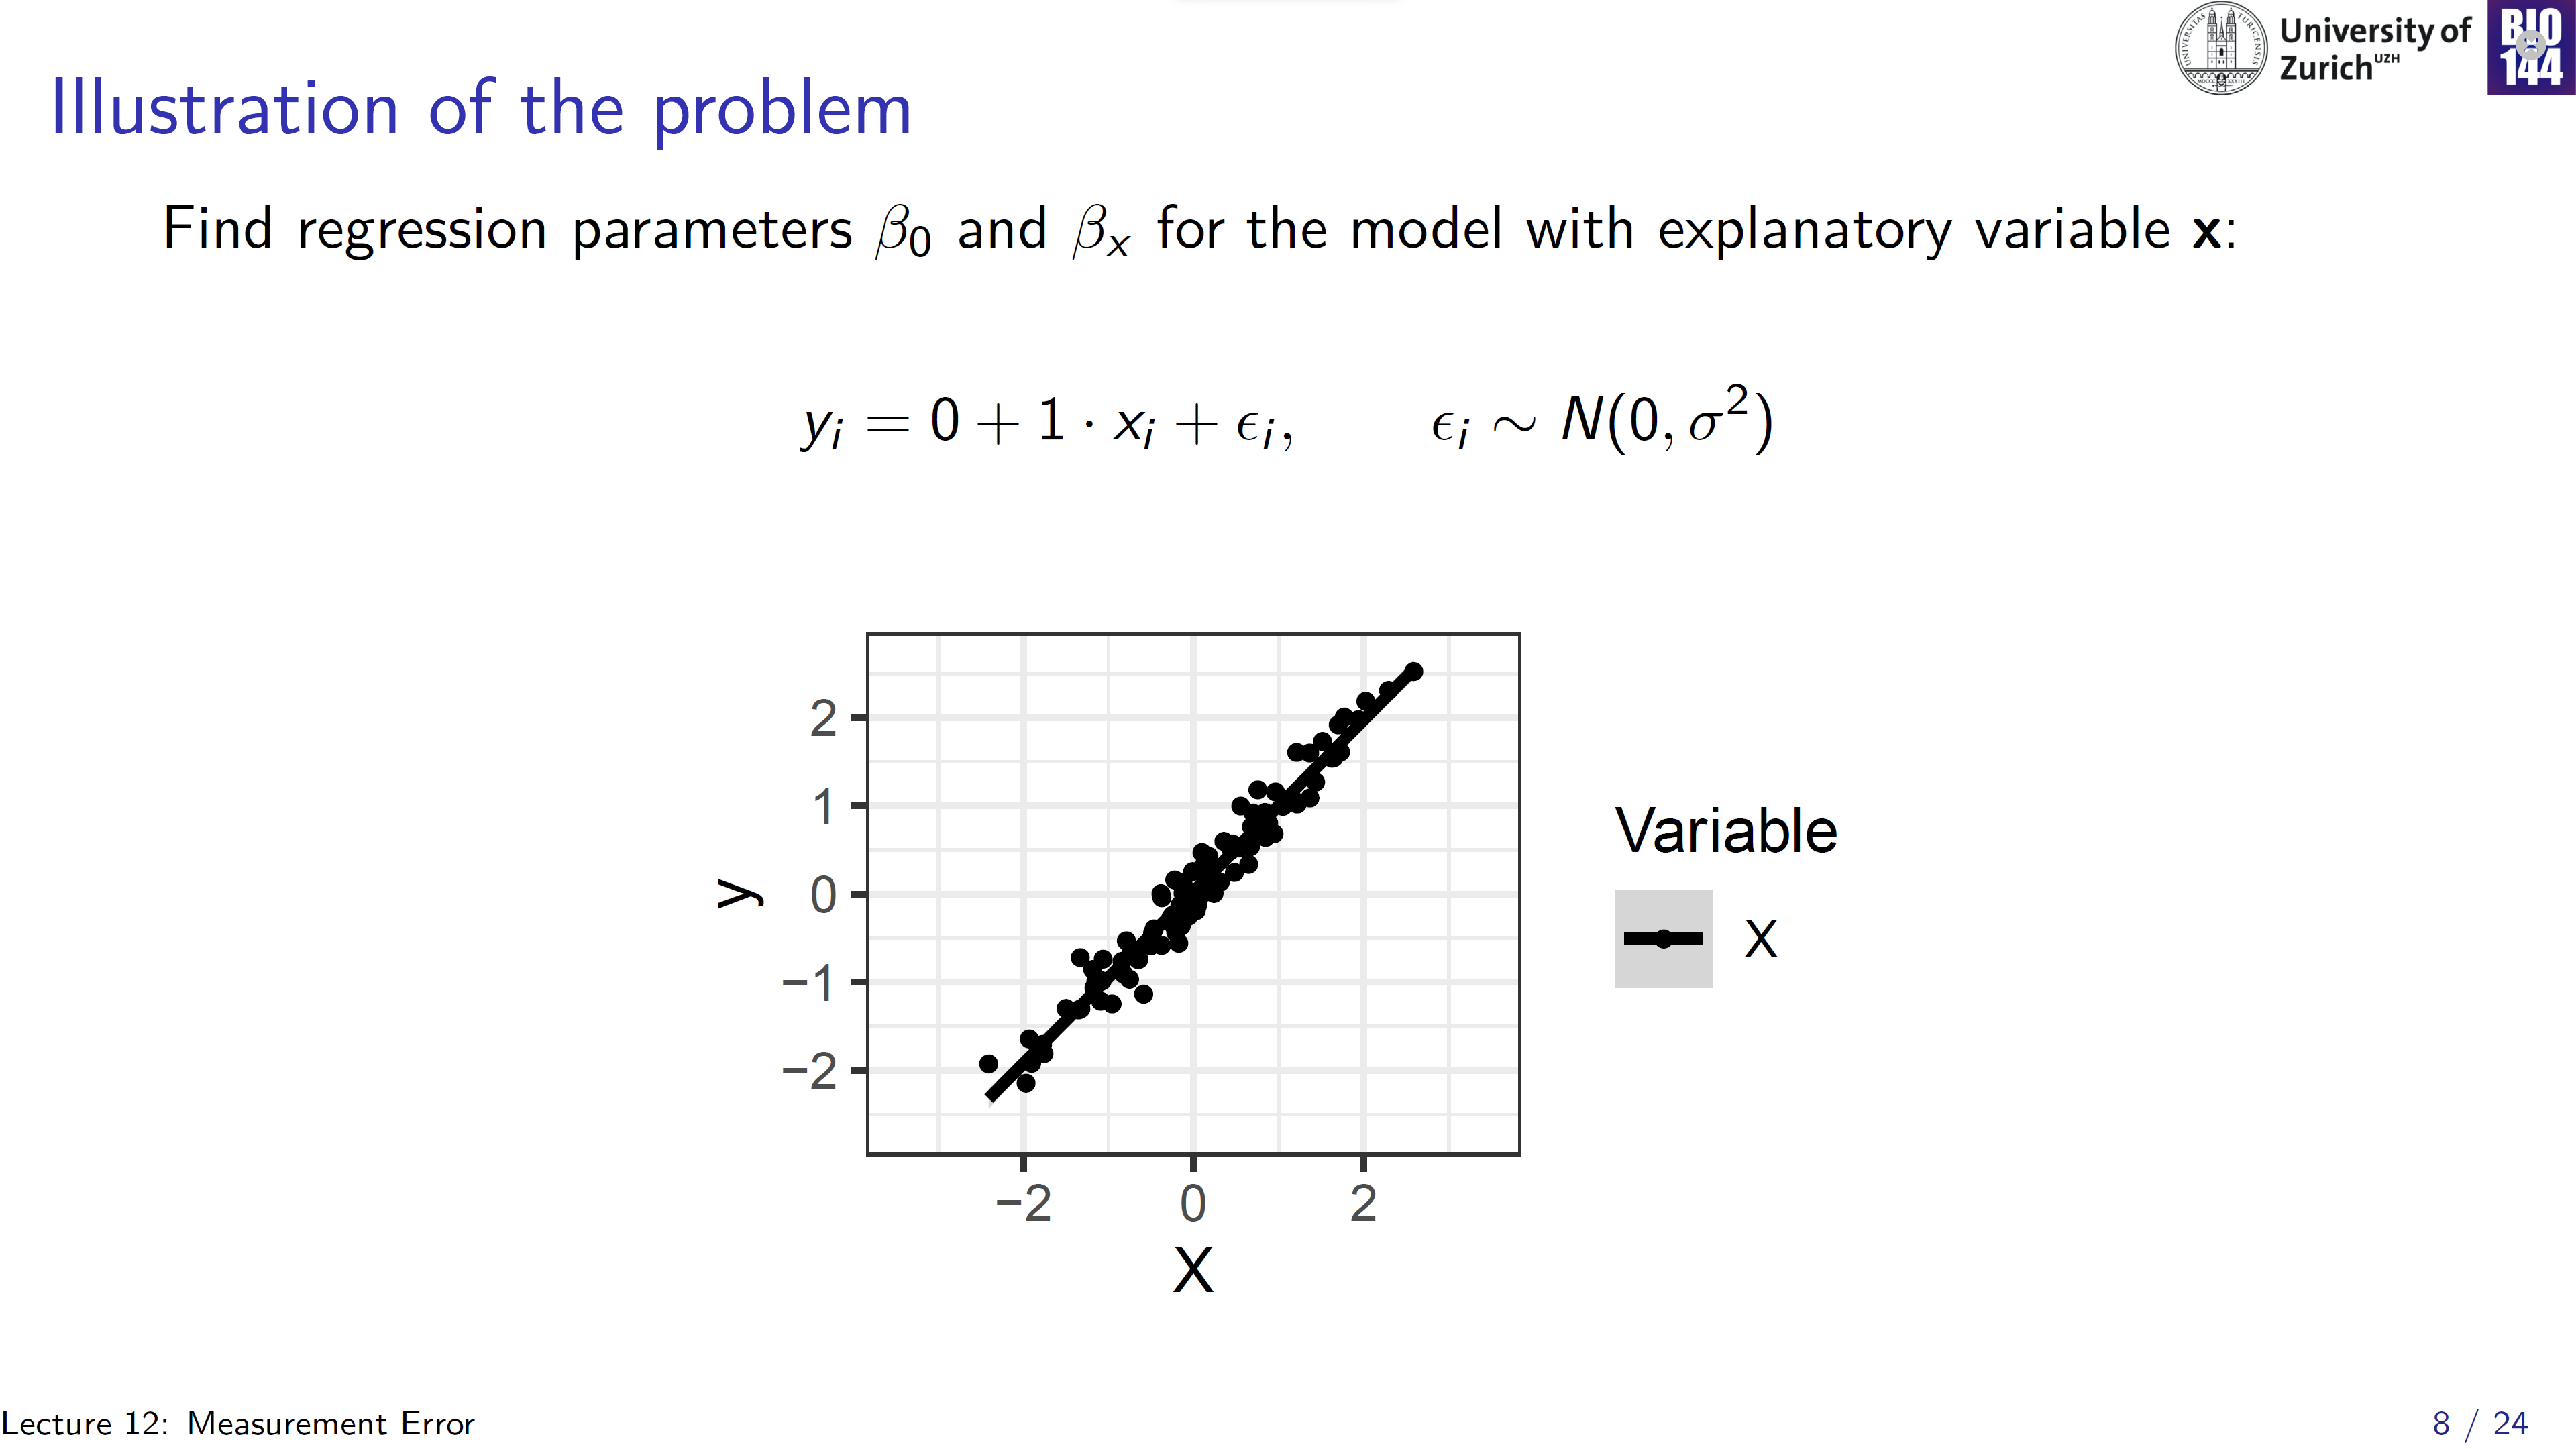 University of
Zurich UZH
BIO
144
Illustration of the problem
Find regression parameters β₀ and βₓ for the model with explanatory variable x:
yᵢ = 0 + 1 · xᵢ + ϵᵢ,   ϵᵢ ∼ N(0, σ²)
2
1
0
−1
−2
y
−2 0 2
X
Variable
X
Lecture 12: Measurement Error
8 / 24